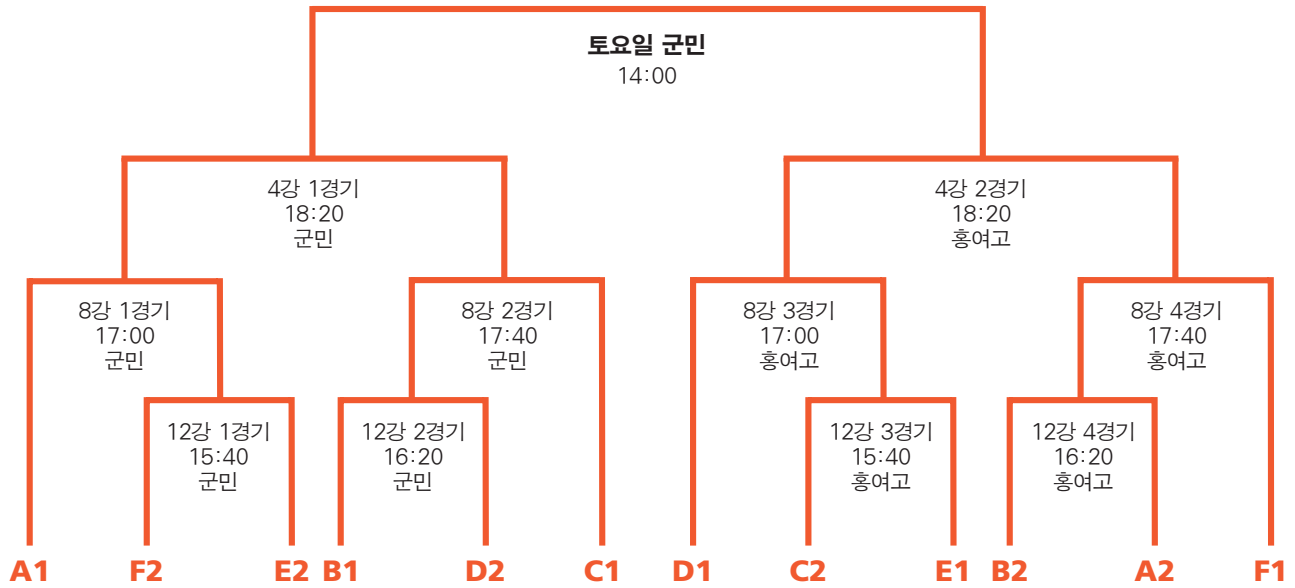 토요일 군민
14:00
4강 1경기
18:20
군민
4강 2경기
18:20
홍여고
8강 1경기
17:00
군민
8강 2경기
17:40
군민
8강 3경기
17:00
홍여고
8강 4경기
17:40
홍여고
12강 1경기
15:40
군민
12강 2경기
16:20
군민
12강 3경기
15:40
홍여고
12강 4경기
16:20
홍여고
A1 F2 E2 B1 D2 C1 D1 C2 E1 B2 A2 F1